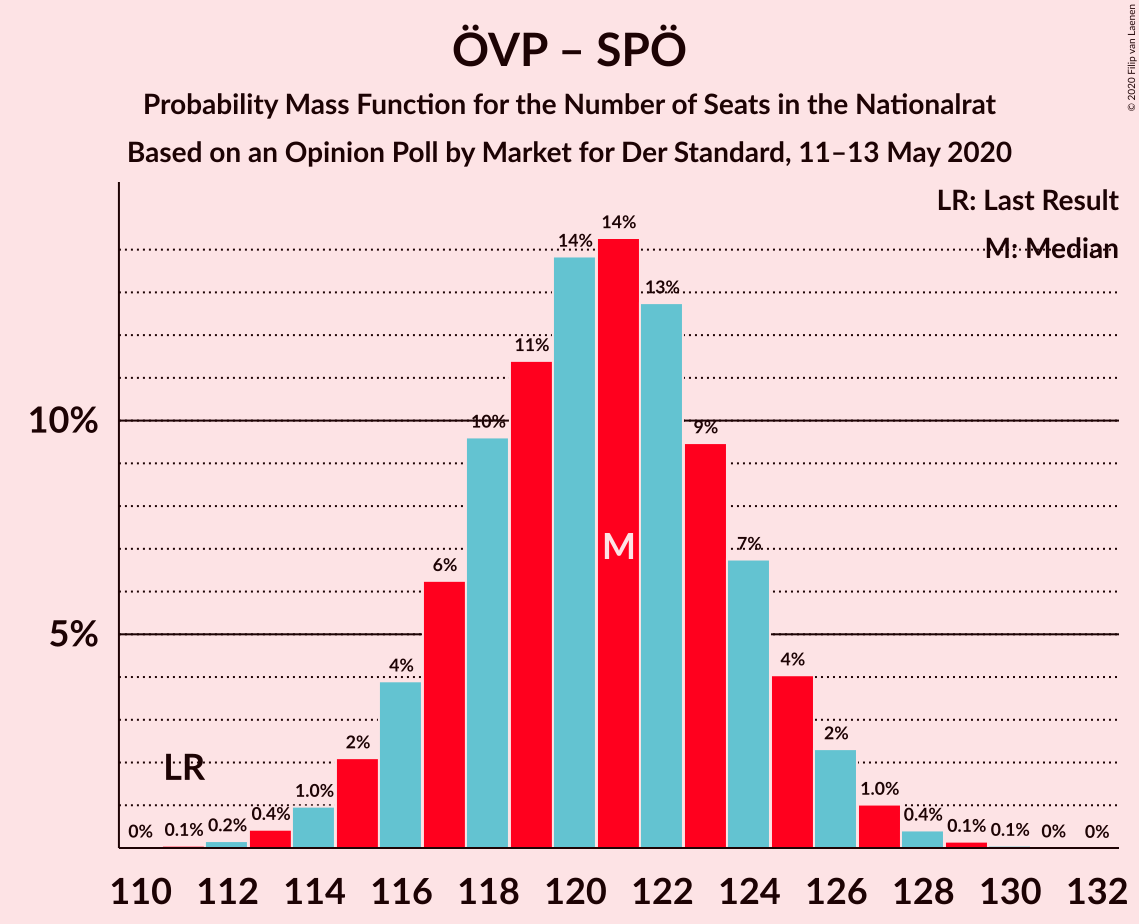 ÖVP – SPÖ
Probability Mass Function for the Number of Seats in the Nationalrat
Based on an Opinion Poll by Market for Der Standard, 11–13 May 2020
© 2020 Filip van Laenen
LR: Last Result
M: Median
10%
5%
0%
0.1%
0.2%
0.4%
1.0%
2%
4%
6%
10%
11%
14%
14%
13%
9%
7%
4%
2%
1.0%
0.4%
0.1%
0.1%
0%
0%
LR
M
110 112 114 116 118 120 122 124 126 128 130 132